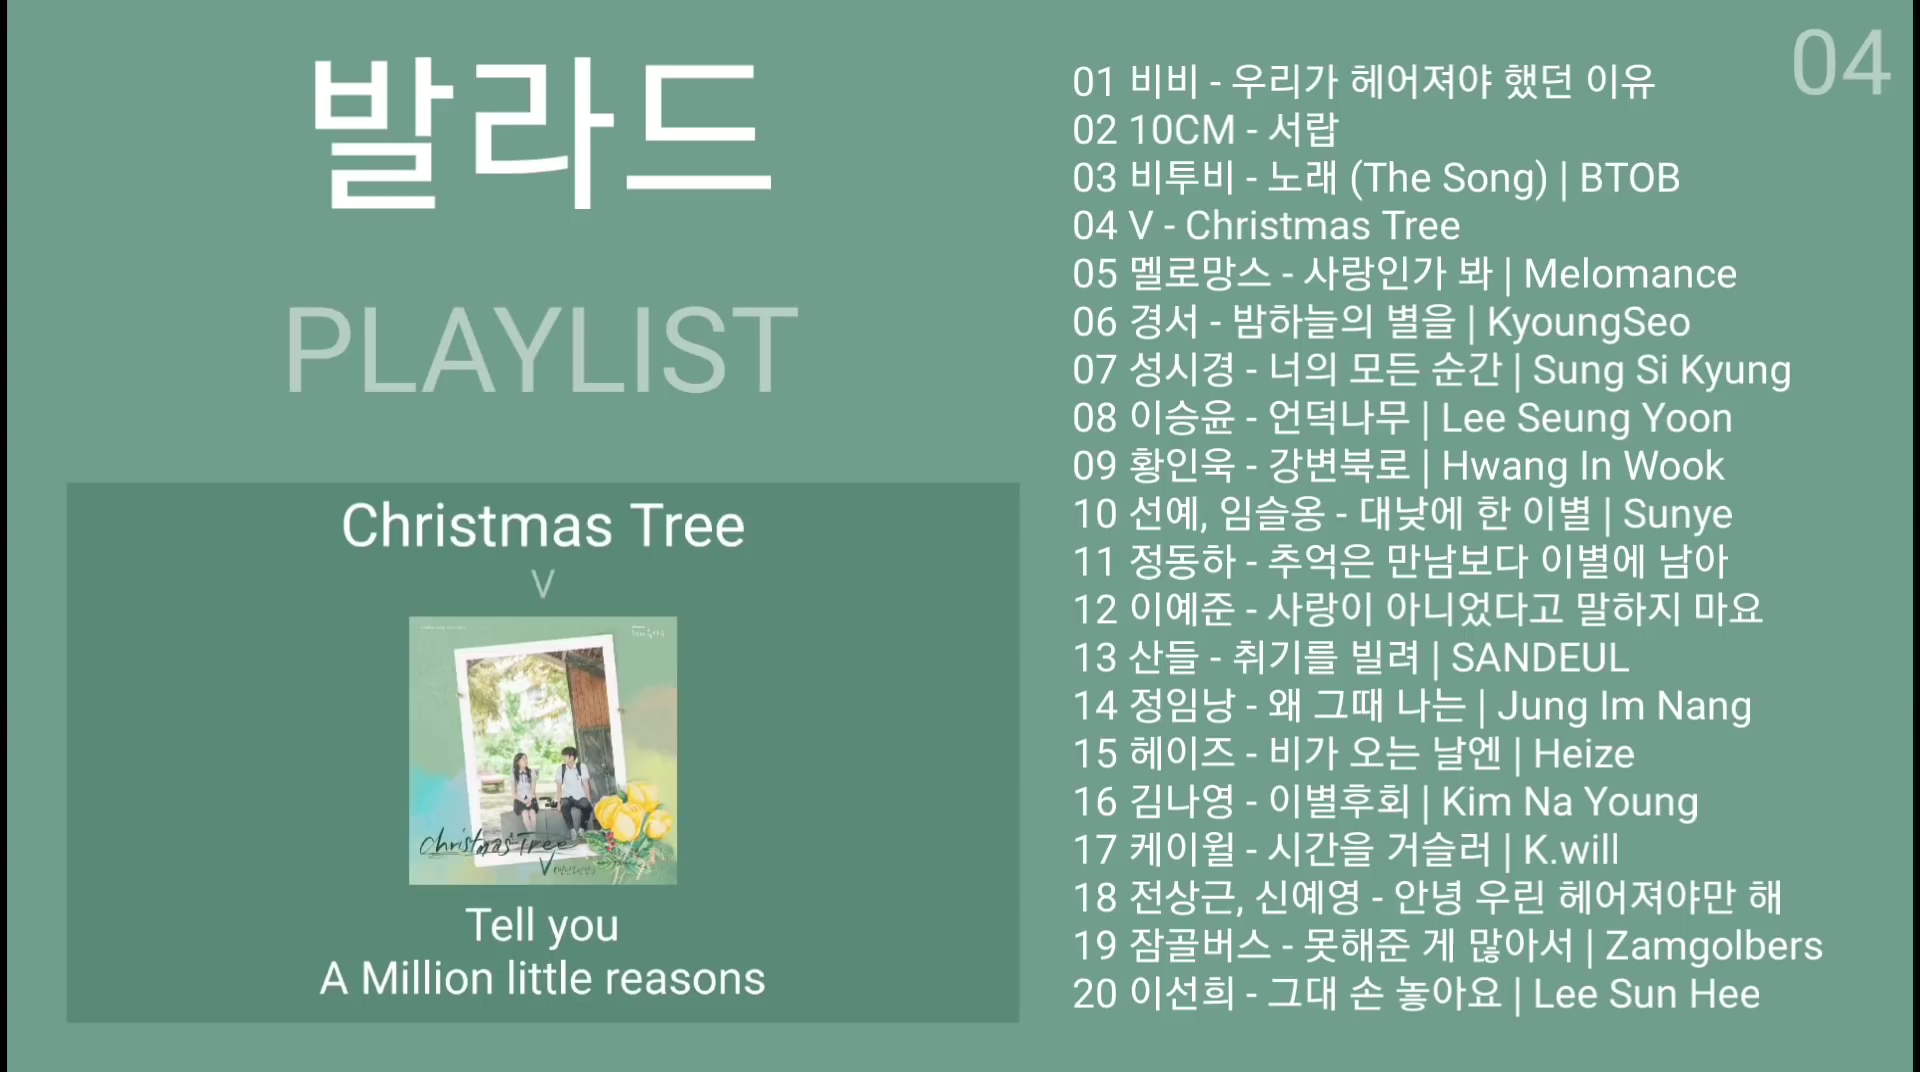 발라드
PLAYLIST
Christmas Tree
V
Christmas Tree
V
Tell you
A Million little reasons
04
01 비비 - 우리가 헤어져야 했던 이유
02 10CM - 서랍
03 비투비 - 노래 (The Song) | BTOB
04 V - Christmas Tree
05 멜로망스 - 사랑인가 봐 | Melomance
06 경서 - 밤하늘의 별을 | KyoungSeo
07 성시경 - 너의 모든 순간 | Sung Si Kyung
08 이승윤 - 언덕나무 | Lee Seung Yoon
09 황인욱 - 강변북로 | Hwang In Wook
10 선예, 임슬옹 - 대낮에 한 이별 | Sunye
11 정동하 - 추억은 만남보다 이별에 남아
12 이예준 - 사랑이 아니었다고 말하지 마요
13 산들 - 취기를 빌려 | SANDEUL
14 정임낭 - 왜 그때 나는 | Jung Im Nang
15 헤이즈 - 비가 오는 날엔 | Heize
16 김나영 - 이별후회 | Kim Na Young
17 케이윌 - 시간을 거슬러 | K.will
18 전상근, 신예영 - 안녕 우린 헤어져야만 해
19 잠골버스 - 못해준 게 많아서 | Zamgolbers
20 이선희 - 그대 손 놓아요 | Lee Sun Hee